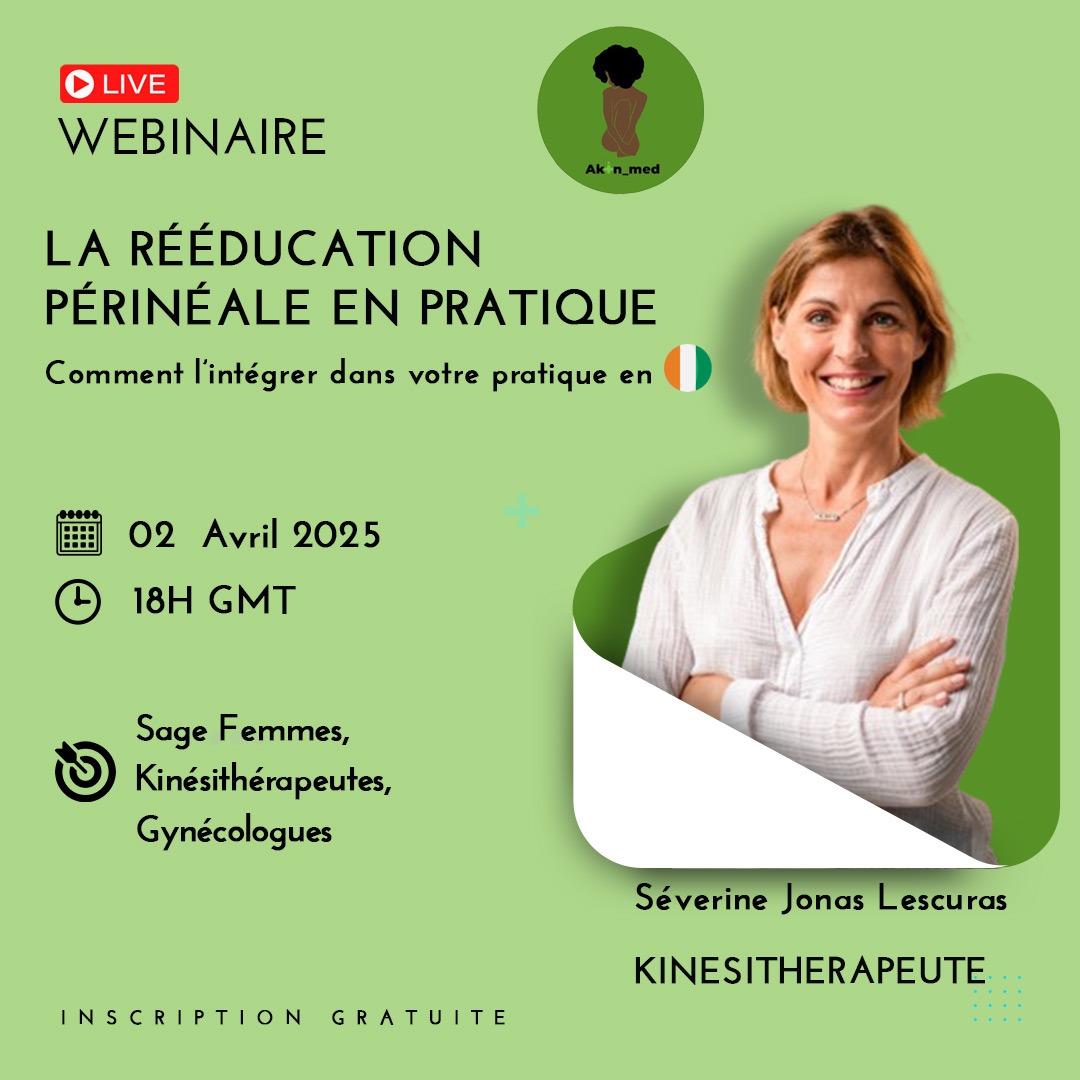 LIVE
WEBINAIRE
Akin_med
LA RÉÉDUCATION
PÉRINÉALE EN PRATIQUE
Comment l'intégrer dans votre pratique en
02 Avril 2025
18H GMT
Sage Femmes,
Kinésithérapeutes,
Gynécologues
Séverine Jonas Lescuras
KINESITHERAPEUTE
INSCRIPTION GRATUITE